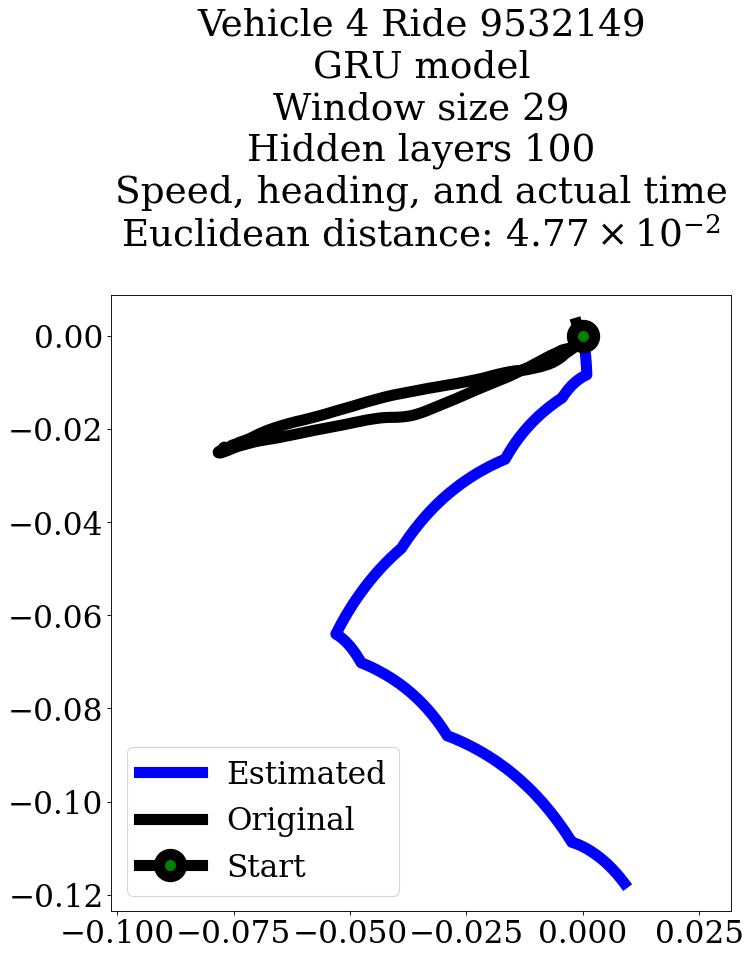 Vehicle 4 Ride 9532149
GRU model
Window size 29
Hidden layers 100
Speed, heading, and actual time
Euclidean distance: 4.77 × 10⁻²
0.00
−0.02
−0.04
−0.06
−0.08
−0.10
−0.12
Estimated
Original
Start
−0.100 −0.075 −0.050 −0.025 0.000 0.025